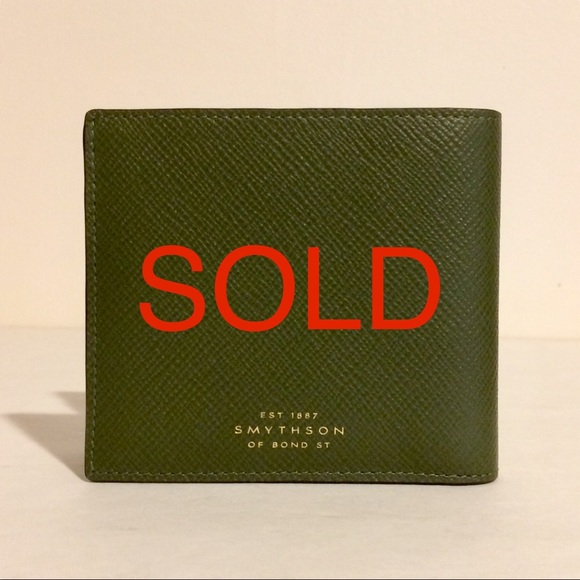 SOLD
EST 1887
SMYTHSON
OF BOND ST